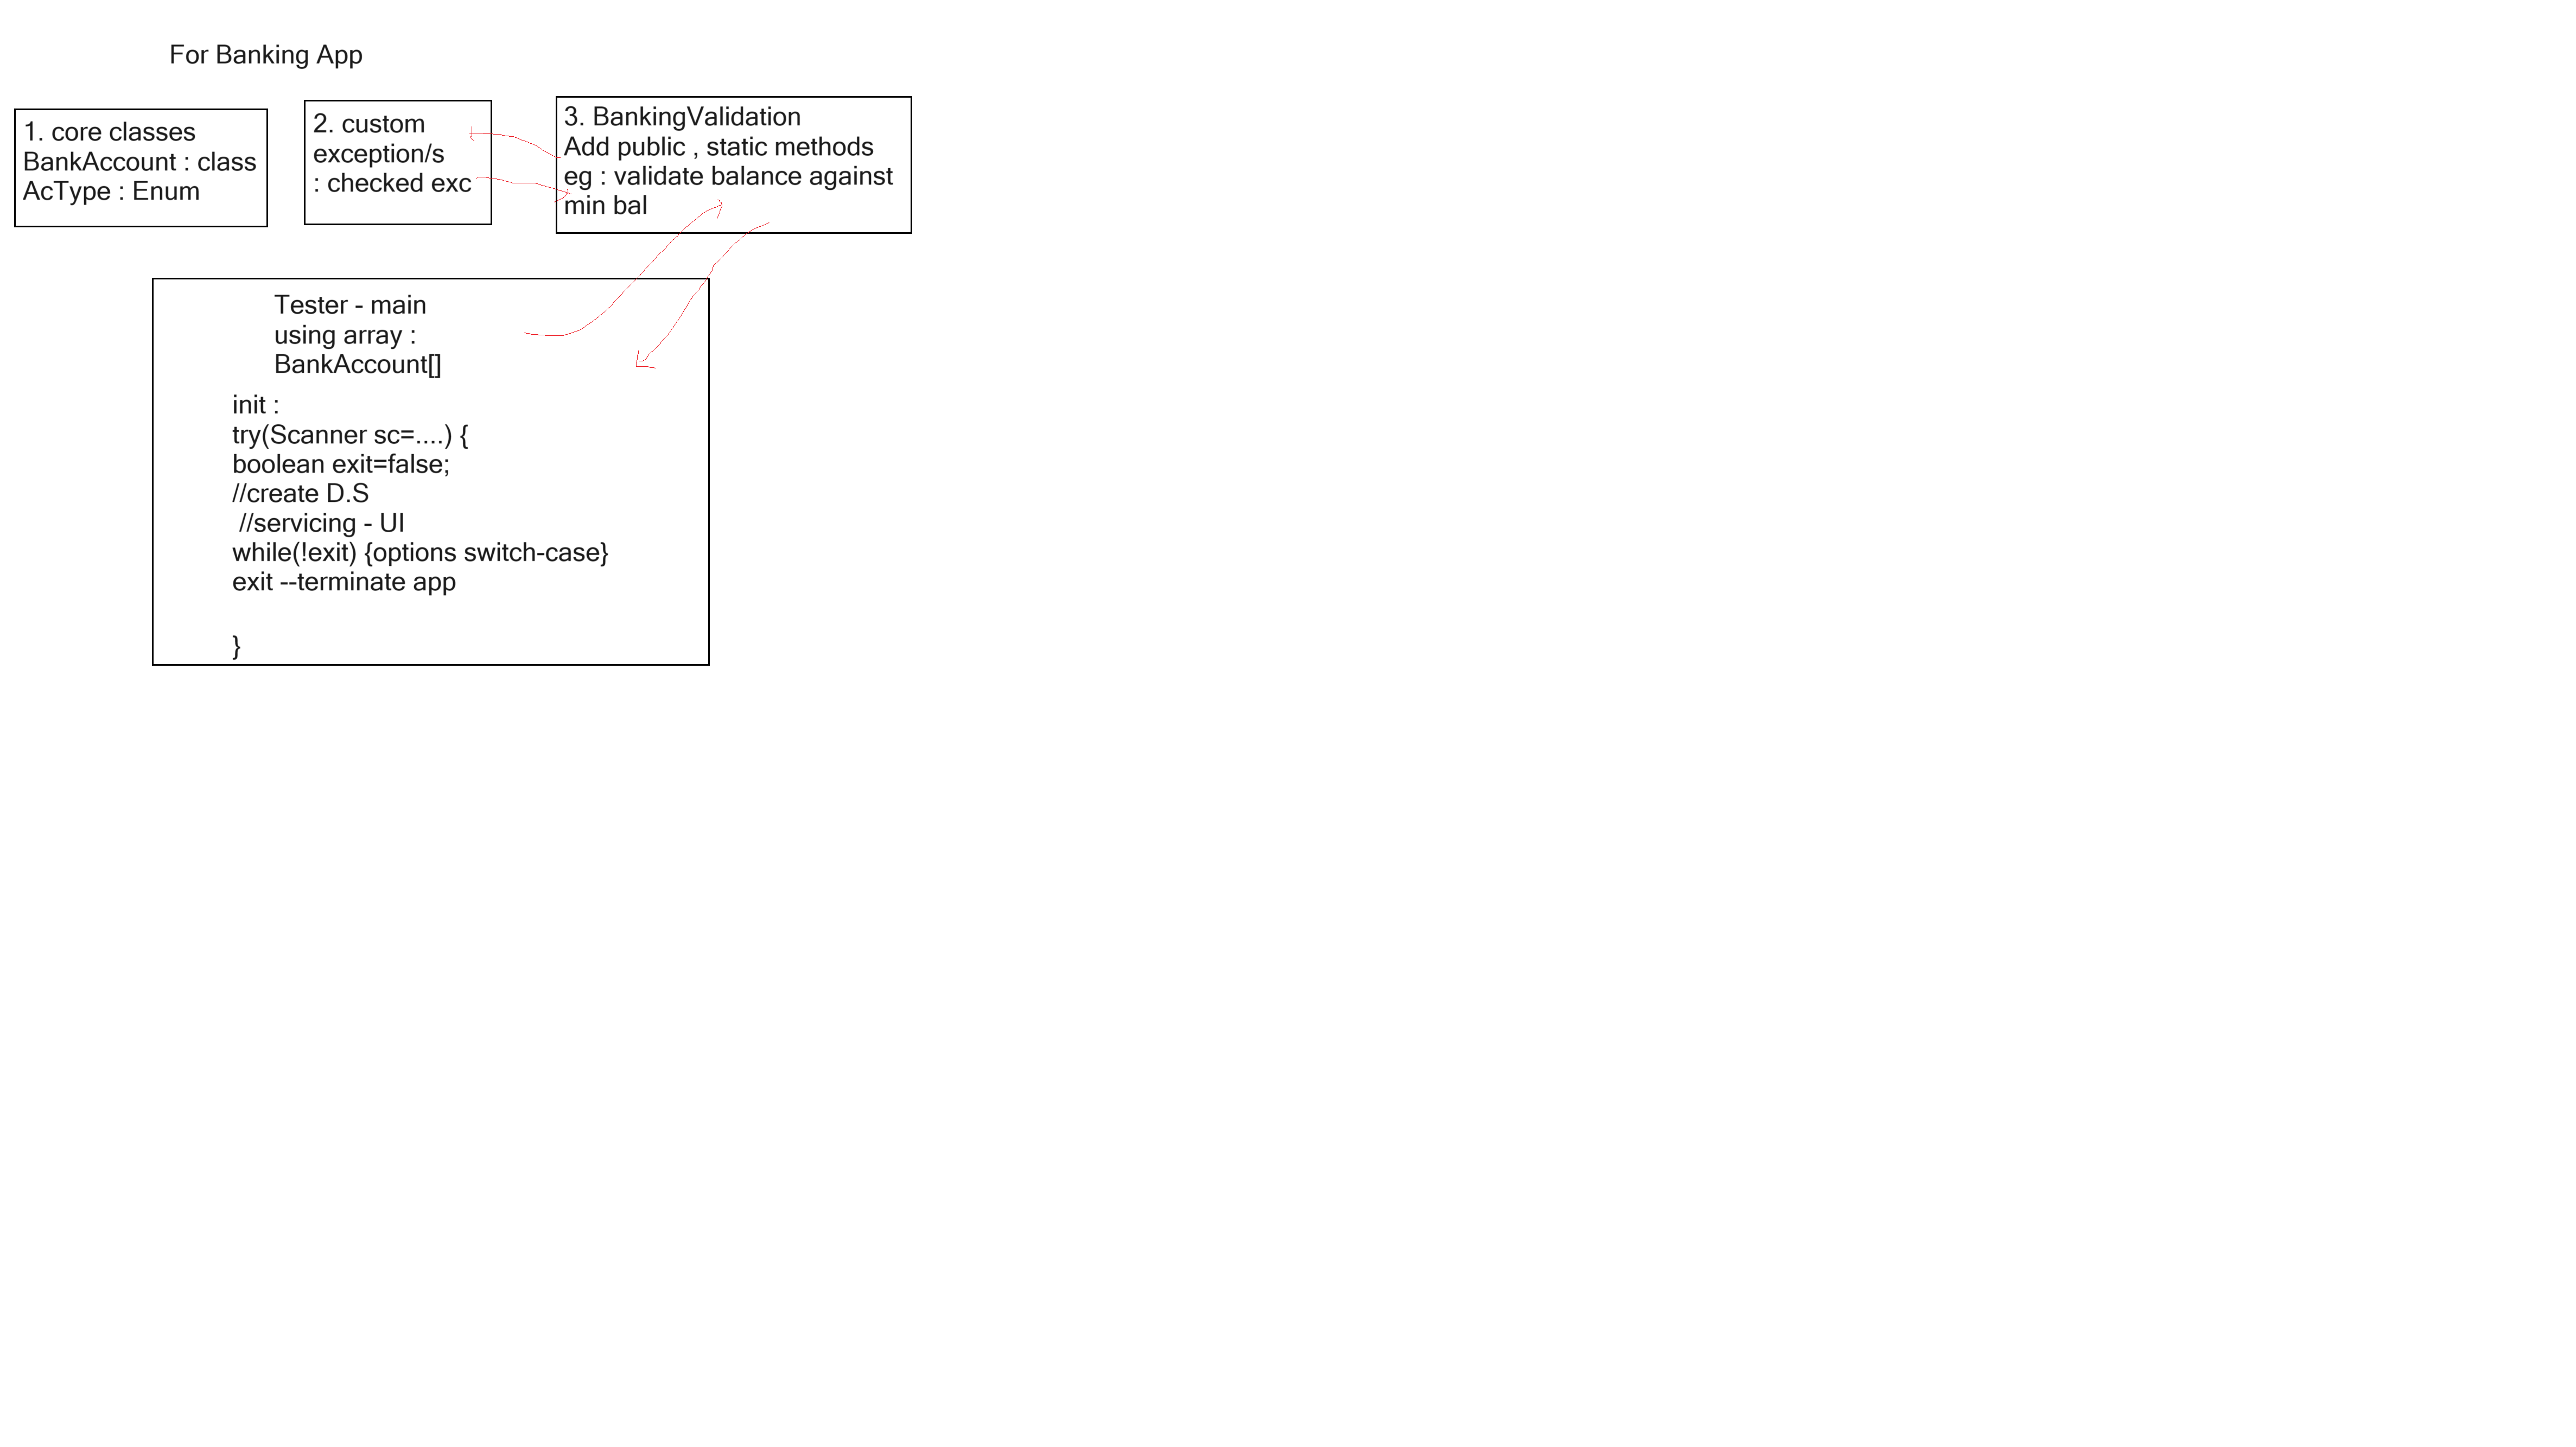 For Banking App
1. core classes
BankAccount : class
AcType : Enum
2. custom
exception/s
: checked exc
3. BankingValidation
Add public , static methods
eg : validate balance against
min bal
Tester - main
using array :
BankAccount[]
init :
try(Scanner sc=....) {
boolean exit=false;
//create D.S
//servicing - UI
while(!exit) {options switch-case}
exit --terminate app
}